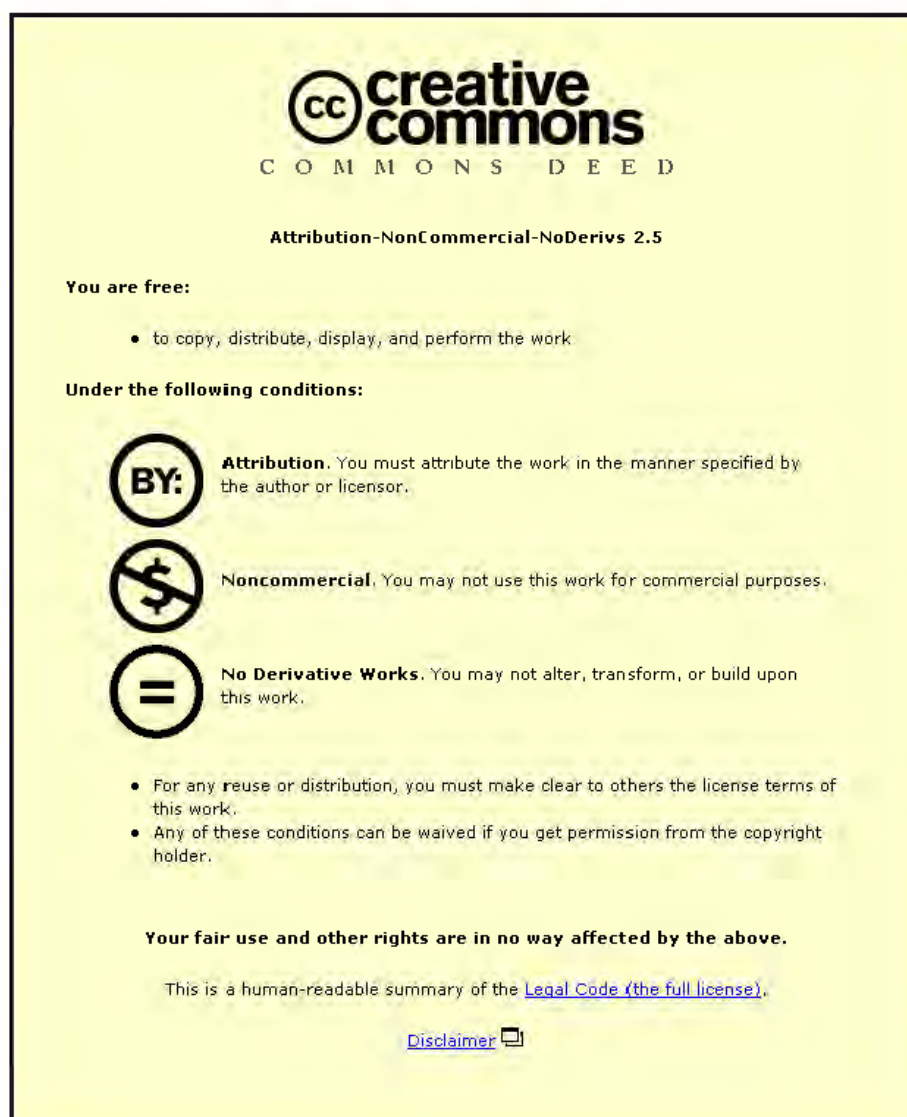 cc creative
commons
COMMONS DEED
Attribution-NonCommercial-NoDerivs 2.5
You are free:
• to copy, distribute, display, and perform the work
Under the following conditions:
BY:
Attribution. You must attribute the work in the manner specified by
the author or licensor.
$
Noncommercial. You may not use this work for commercial purposes.
=
No Derivative Works. You may not alter, transform, or build upon
this work.
• For any reuse or distribution, you must make clear to others the license terms of
this work.
• Any of these conditions can be waived if you get permission from the copyright
holder.
Your fair use and other rights are in no way affected by the above.
This is a human-readable summary of the Legal Code (the full license).
Disclaimer